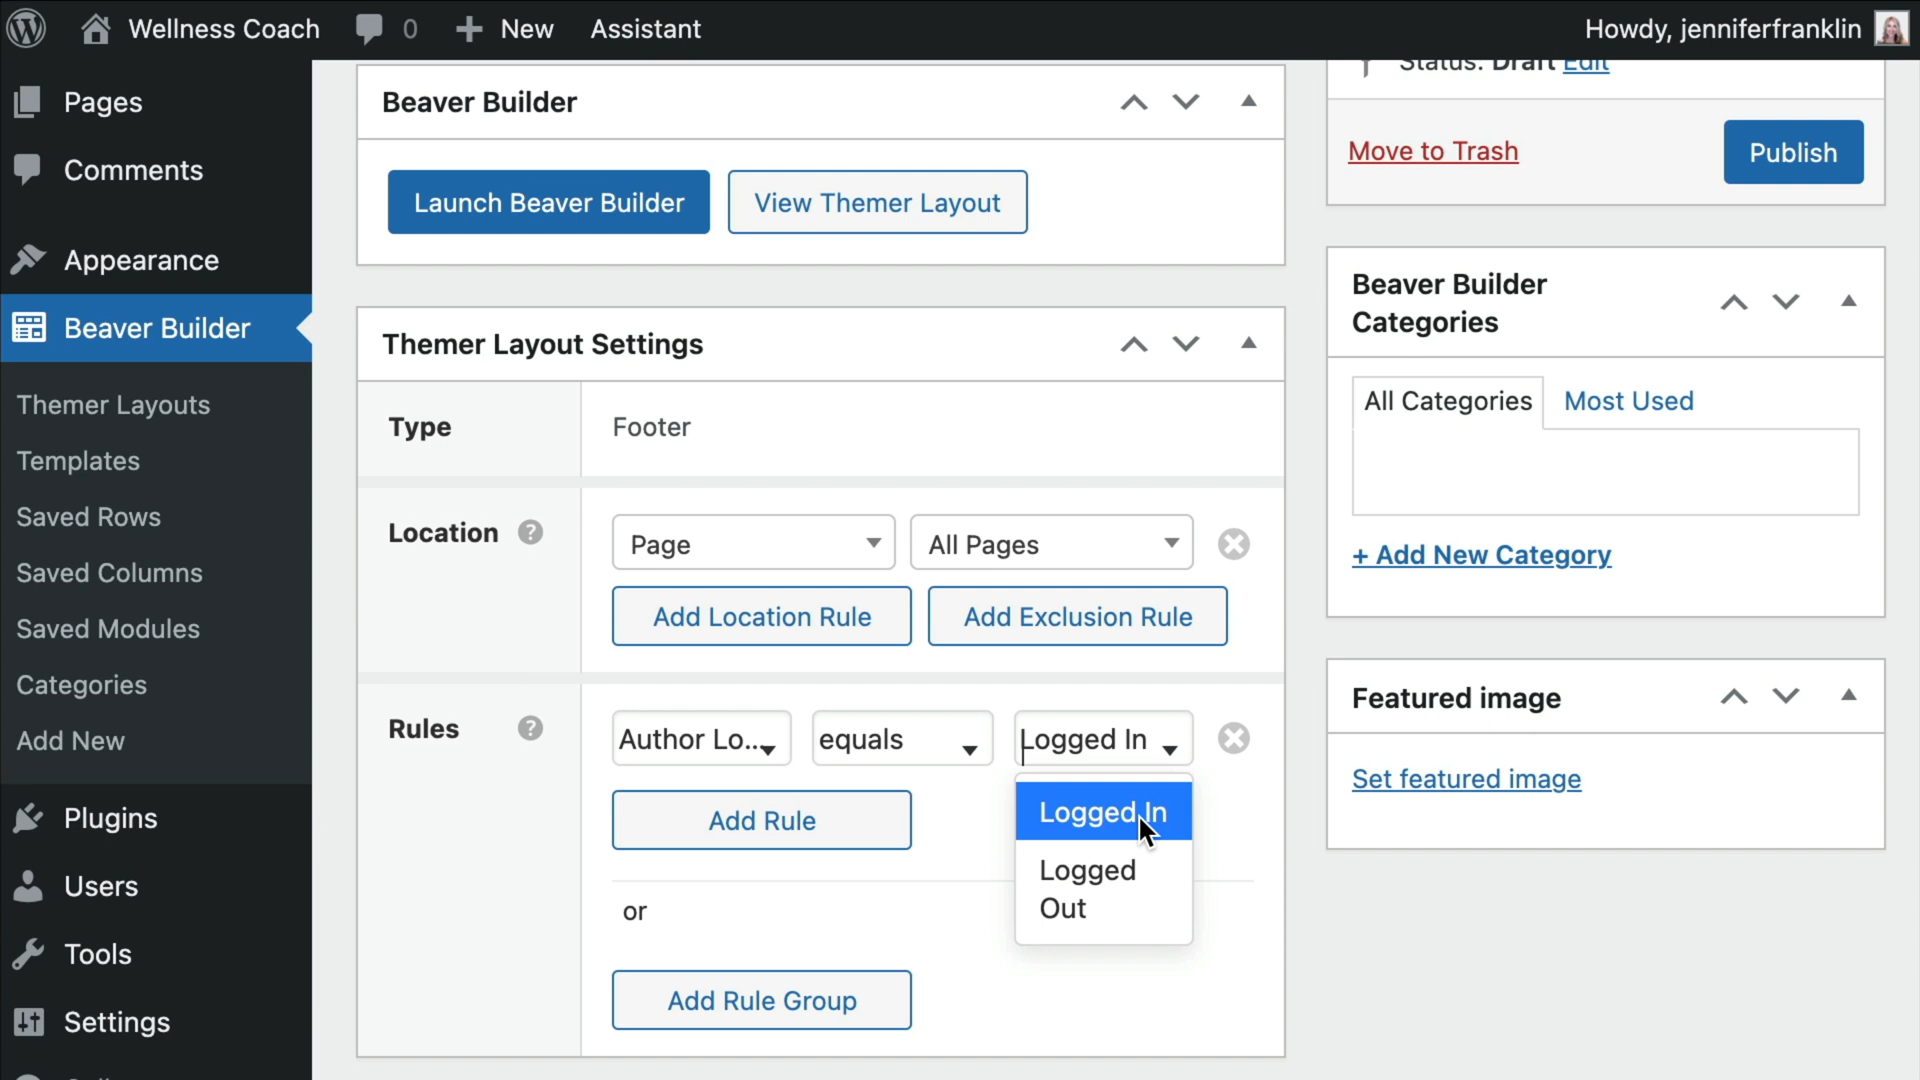 Wellness Coach
0
New
Assistant
Howdy, jenniferfranklin
Pages
Comments
Appearance
Beaver Builder
Themer Layouts
Templates
Saved Rows
Saved Columns
Saved Modules
Categories
Add New
Plugins
Users
Tools
Settings
Beaver Builder
Launch Beaver Builder
View Themer Layout
Themer Layout Settings
Type
Footer
Location
?
Page
All Pages
Add Location Rule
Add Exclusion Rule
Rules
?
Author Lo...
equals
Logged In
Logged In
Logged
Out
Add Rule
or
Add Rule Group
Status: Draft Edit
Move to Trash
Publish
Beaver Builder
Categories
All Categories
Most Used
+ Add New Category
Featured image
Set featured image